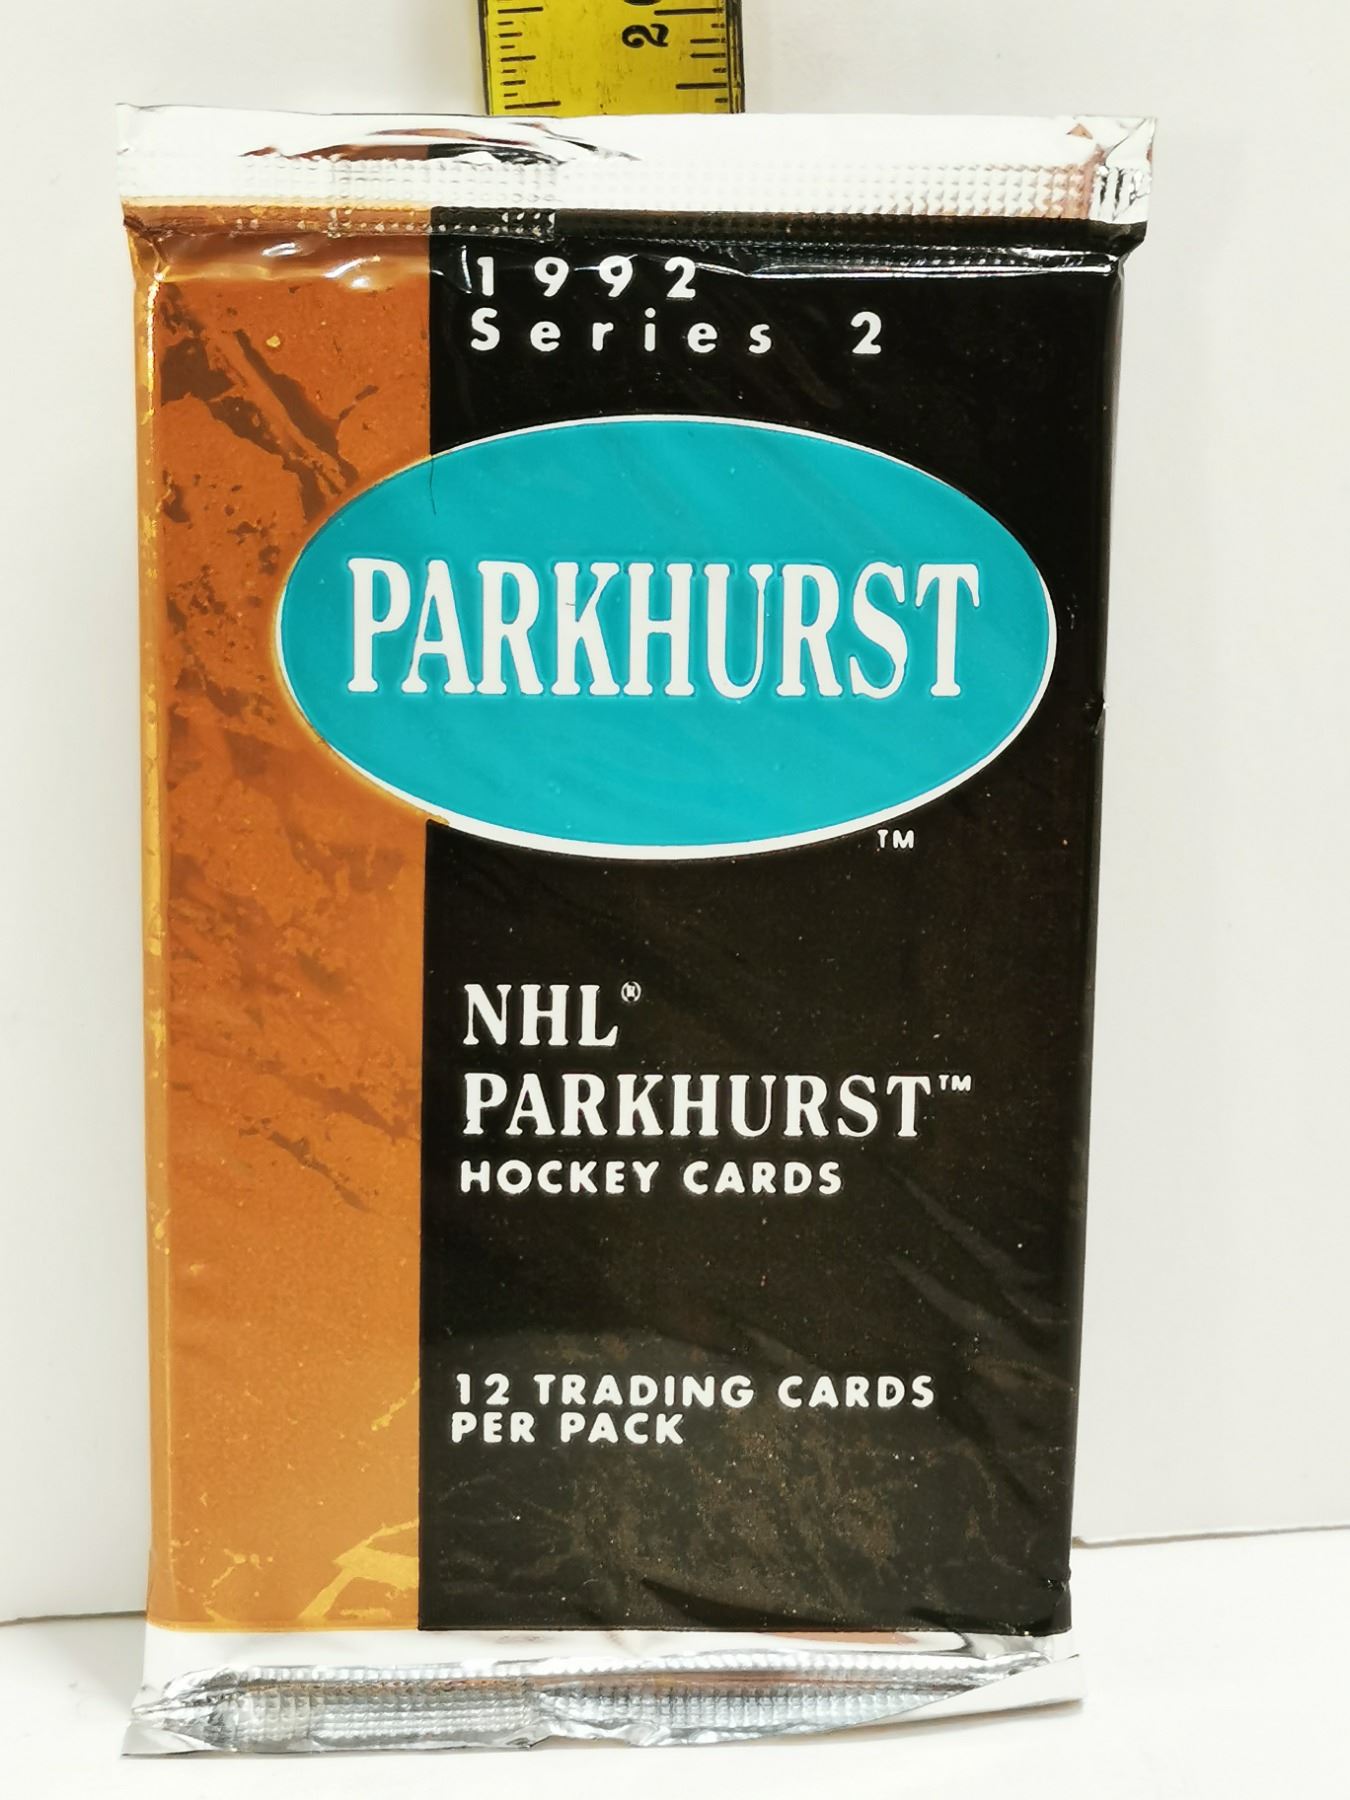 1992
Series 2
PARKHURST
TM
NHL®
PARKHURST™
HOCKEY CARDS
12 TRADING CARDS
PER PACK